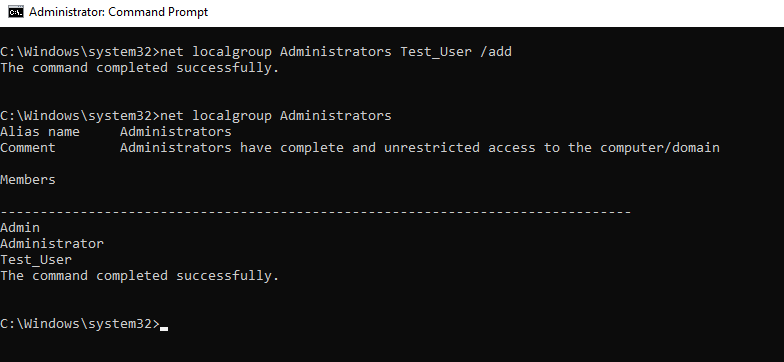 Administrator: Command Prompt
C:\Windows\system32>net localgroup Administrators Test_User /add
The command completed successfully.
C:\Windows\system32>net localgroup Administrators
Alias name     Administrators
Comment        Administrators have complete and unrestricted access to the computer/domain
Members
-------------------------------------------------------------------------------
Admin
Administrator
Test_User
The command completed successfully.
C:\Windows\system32>